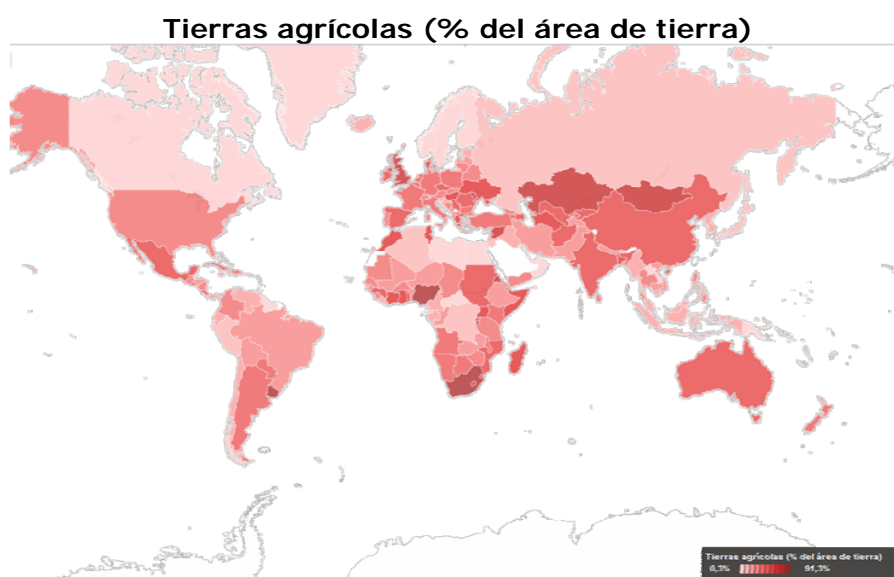 Tierras agrícolas (% del área de tierra)
Tierras agrícolas (% del área de tierra)
0,3% 91,3%